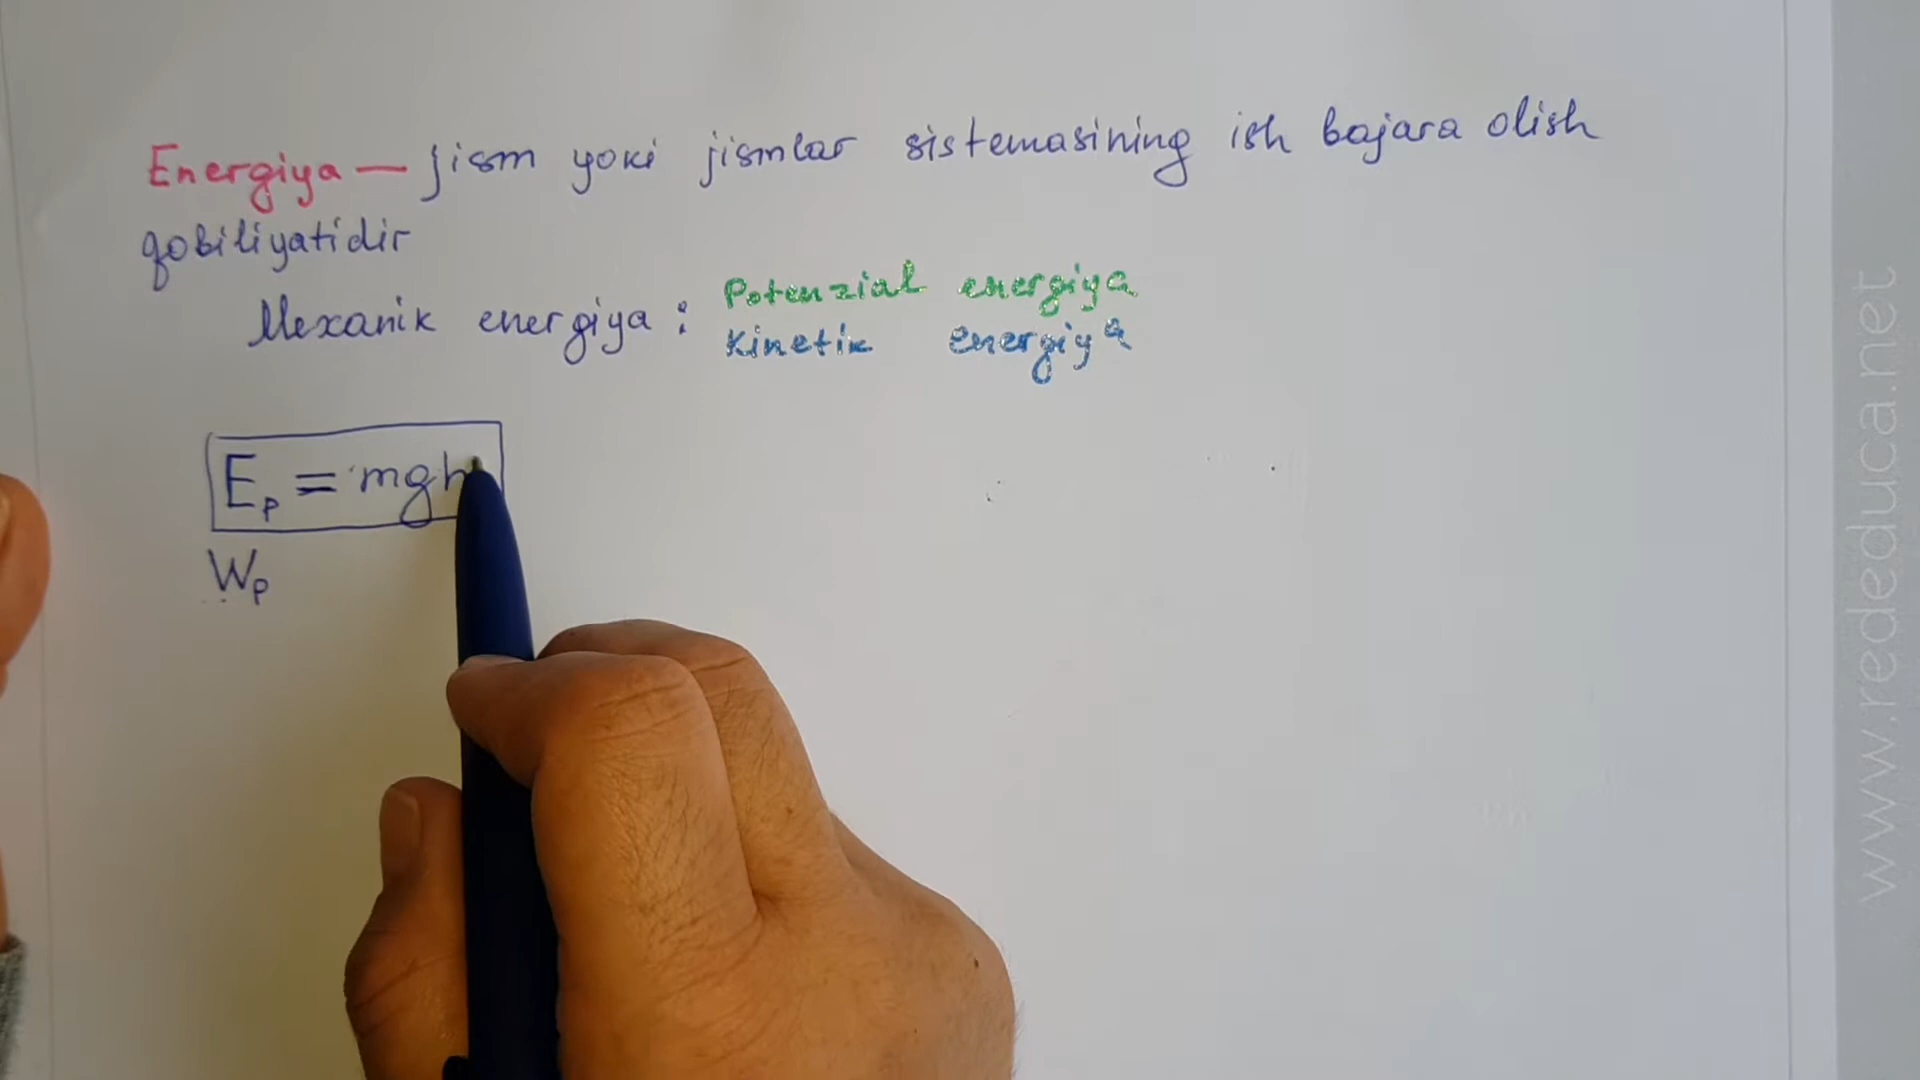 Energiya — jism yoki jismlar sistemasining ish bajara olish
qobiliyatidir
Mexanik energiya : Potenzial energiya
Kinetik energiya
Ep = mgh
Wp
www.rededuca.net